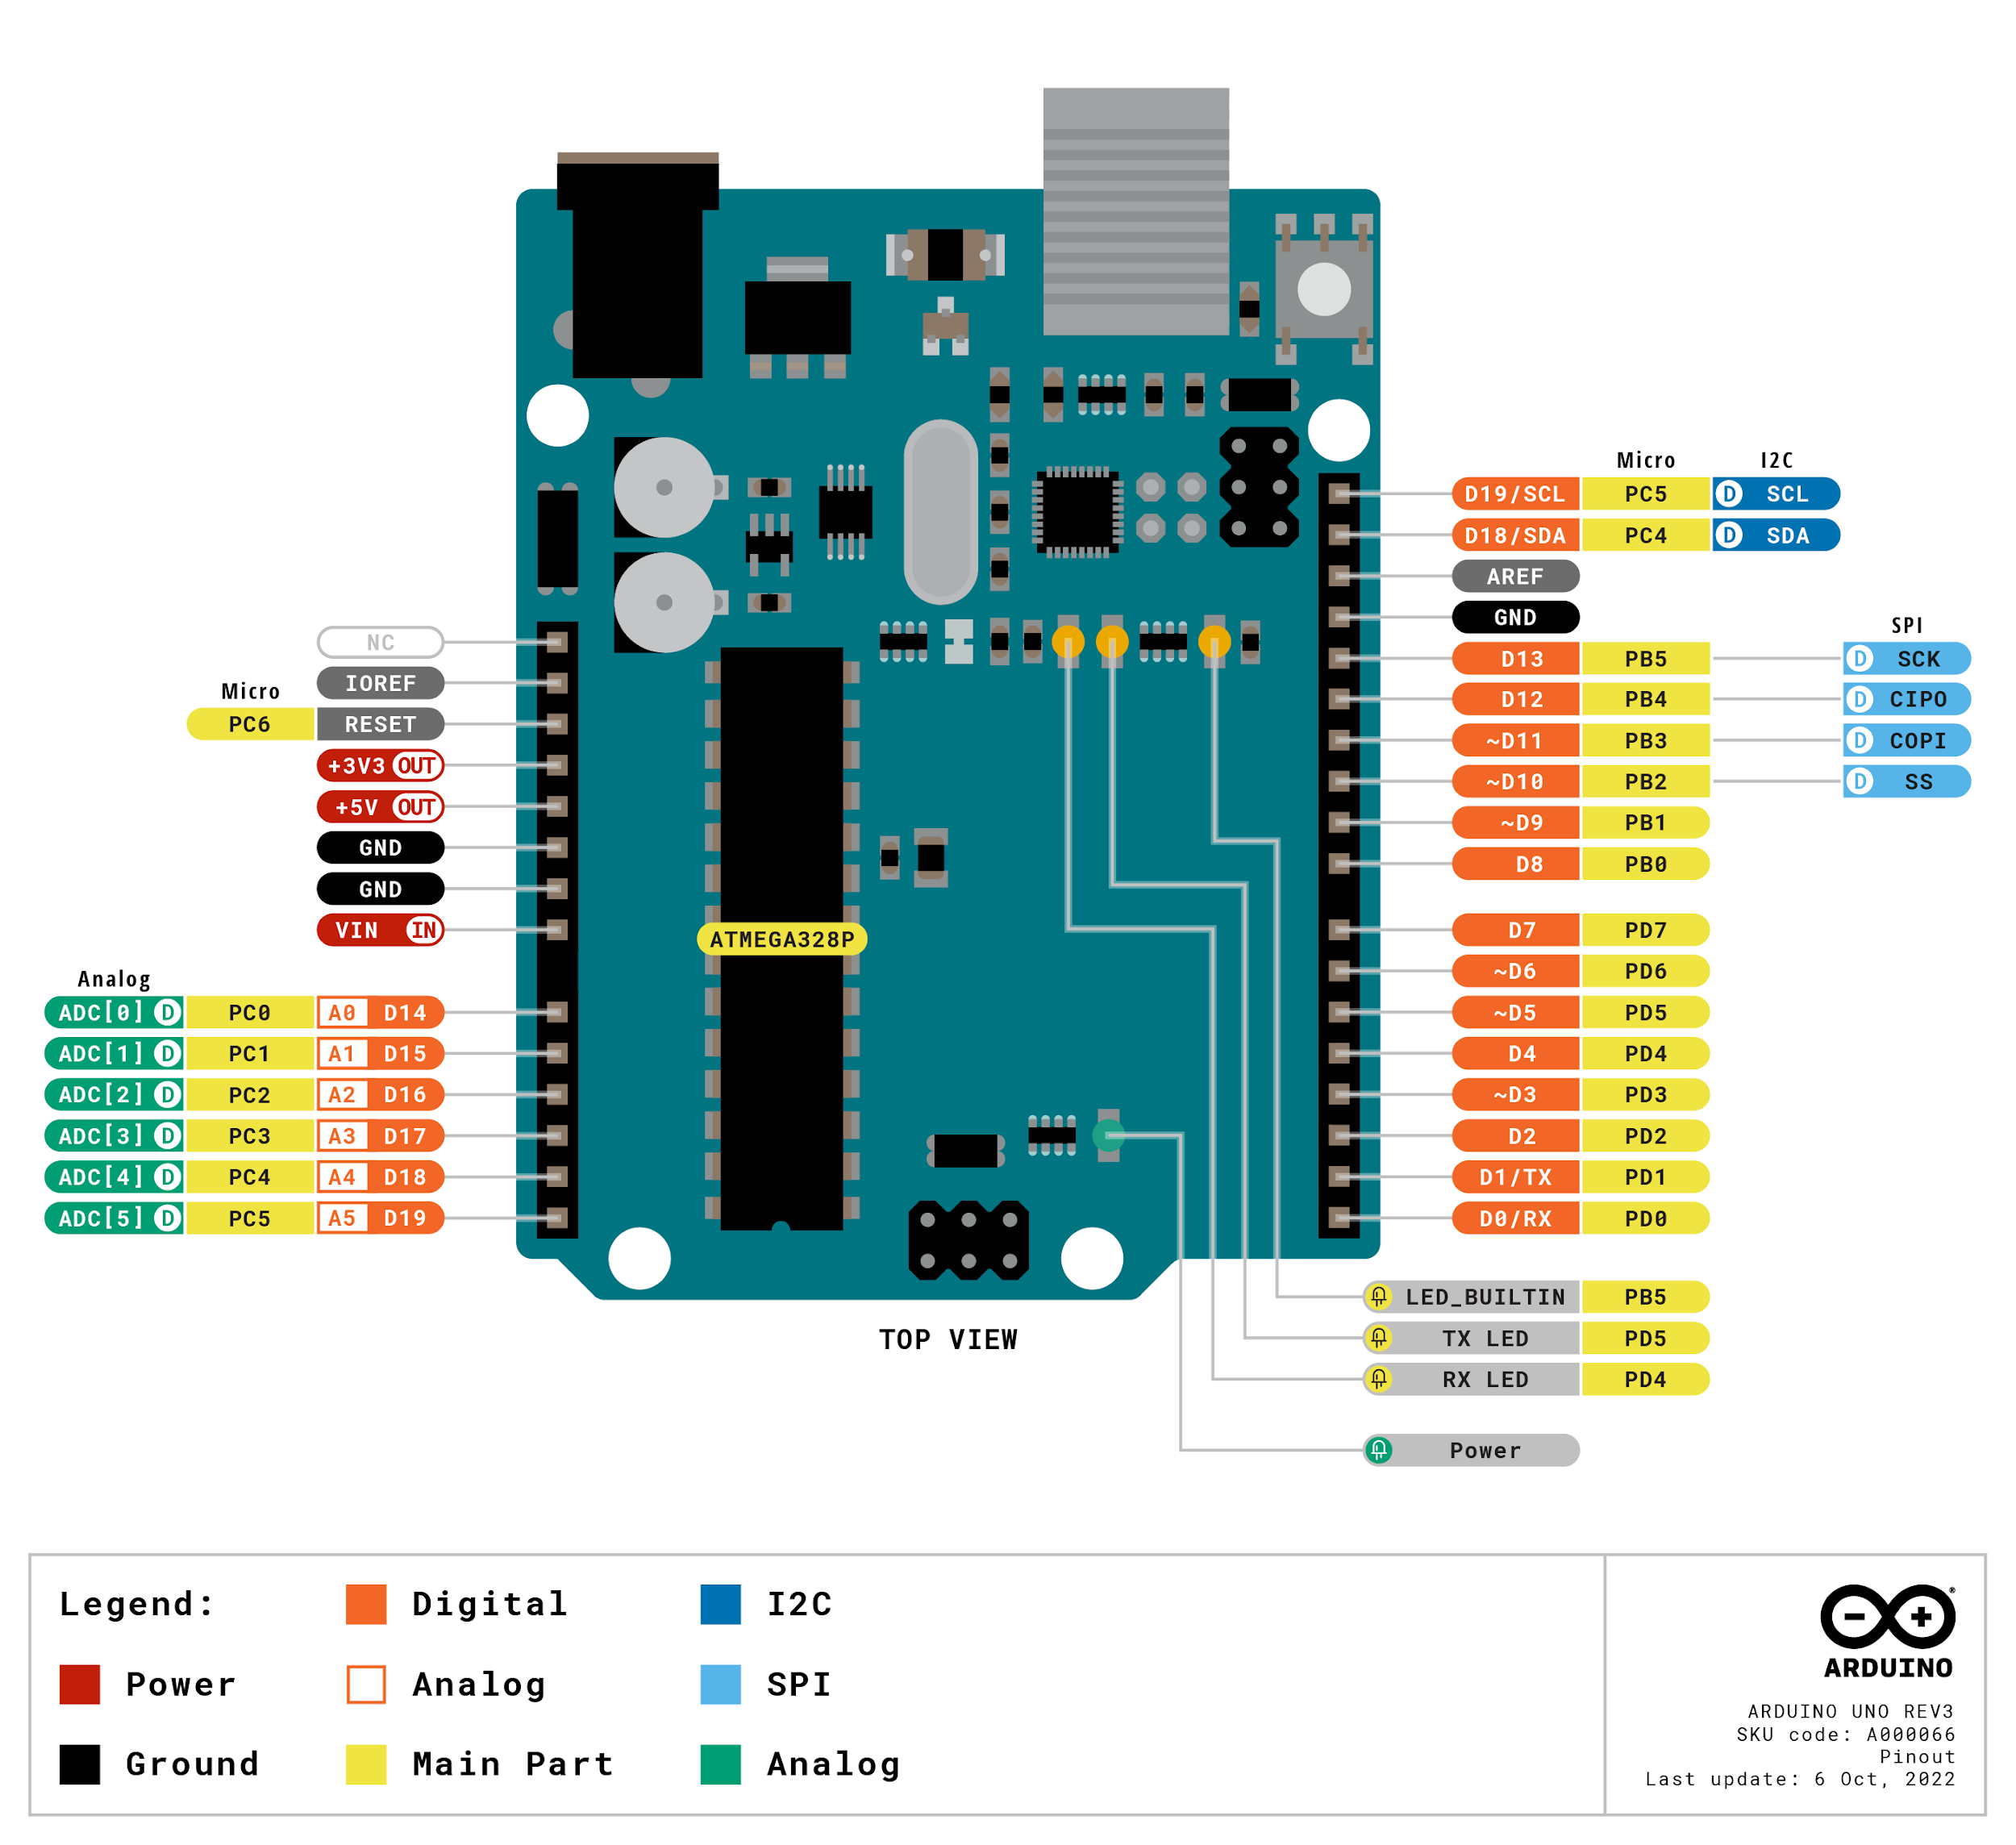 Micro I2C
D19/SCL PC5 D SCL
D18/SDA PC4 D SDA
AREF
GND
SPI
D13 PB5 D SCK
D12 PB4 D CIPO
~D11 PB3 D COPI
~D10 PB2 D SS
~D9 PB1
D8 PB0
D7 PD7
~D6 PD6
~D5 PD5
D4 PD4
~D3 PD3
D2 PD2
D1/TX PD1
D0/RX PD0
NC
IOREF
Micro
PC6 RESET
+3V3 OUT
+5V OUT
GND
GND
VIN IN
Analog
ADC[0] D PC0 A0 D14
ADC[1] D PC1 A1 D15
ADC[2] D PC2 A2 D16
ADC[3] D PC3 A3 D17
ADC[4] D PC4 A4 D18
ADC[5] D PC5 A5 D19
ATMEGA328P
LED_BUILTIN PB5
TX LED PD5
RX LED PD4
Power
TOP VIEW
Legend:
Power
Ground
Digital
Analog
Main Part
I2C
SPI
Analog
ARDUINO
ARDUINO UNO REV3
SKU code: A000066
Pinout
Last update: 6 Oct, 2022